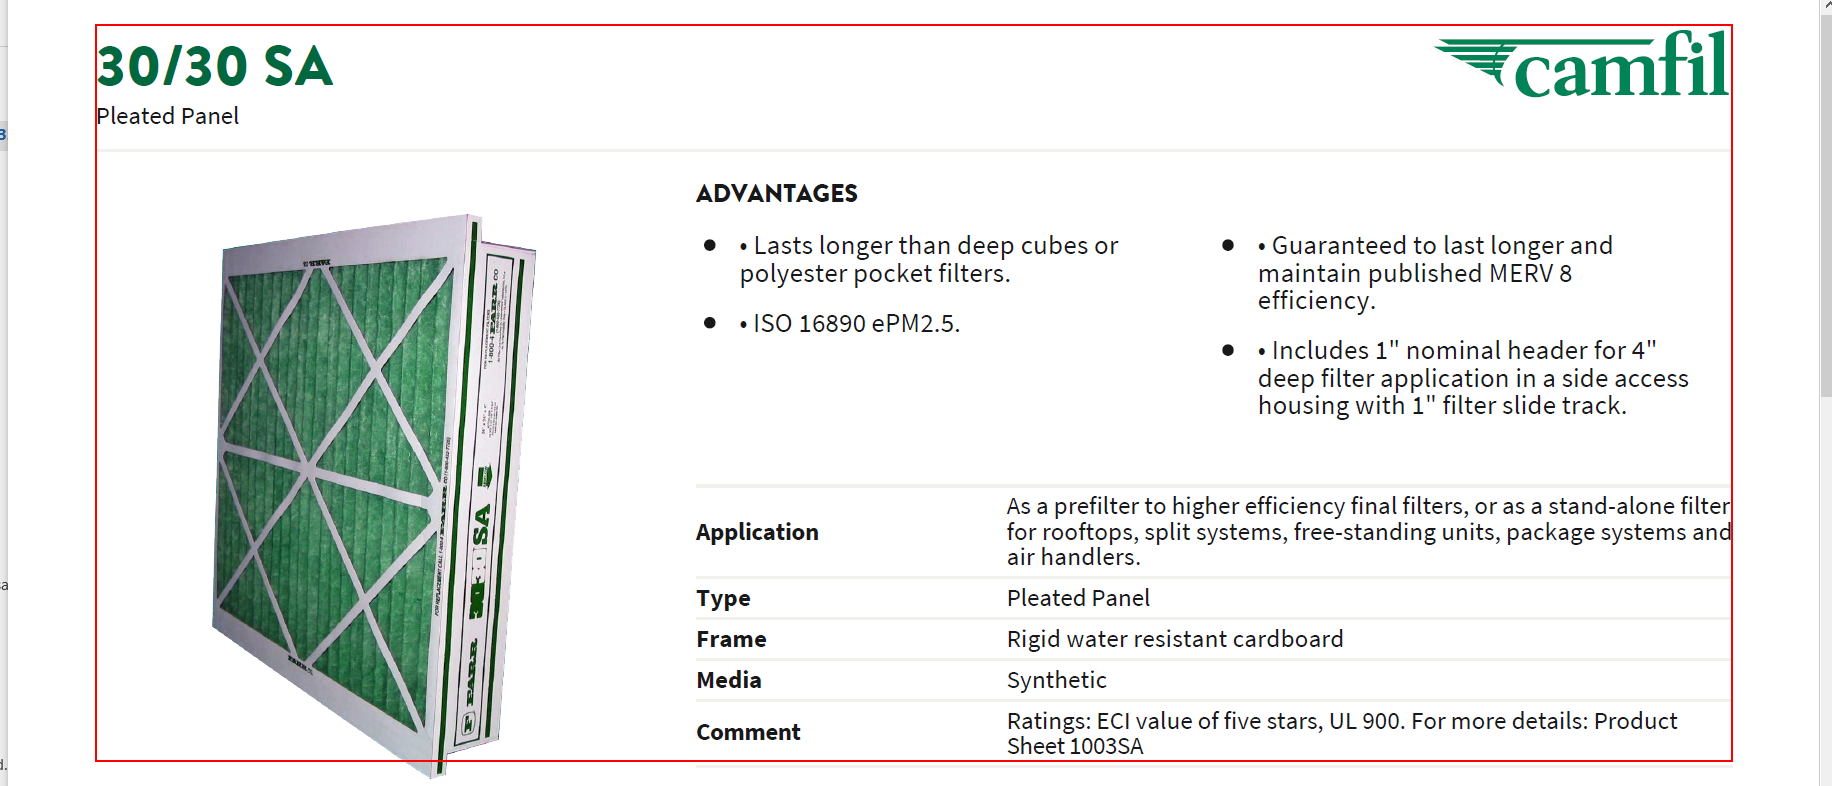 30/30 SA
camfil
Pleated Panel
ADVANTAGES
• Lasts longer than deep cubes or
polyester pocket filters.
• ISO 16890 ePM2.5.
• Guaranteed to last longer and
maintain published MERV 8
efficiency.
• Includes 1" nominal header for 4"
deep filter application in a side access
housing with 1" filter slide track.
Application
As a prefilter to higher efficiency final filters, or as a stand-alone filter
for rooftops, split systems, free-standing units, package systems and
air handlers.
Type
Pleated Panel
Frame
Rigid water resistant cardboard
Media
Synthetic
Comment
Ratings: ECI value of five stars, UL 900. For more details: Product
Sheet 1003SA
FARR
FARR 30/30 SA